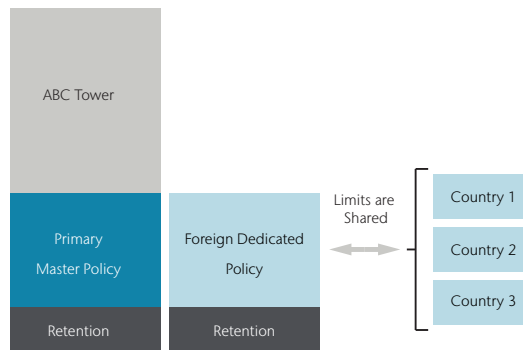 ABC Tower
Primary
Master Policy
Retention
Foreign Dedicated
Policy
Retention
Limits are
Shared
Country 1
Country 2
Country 3